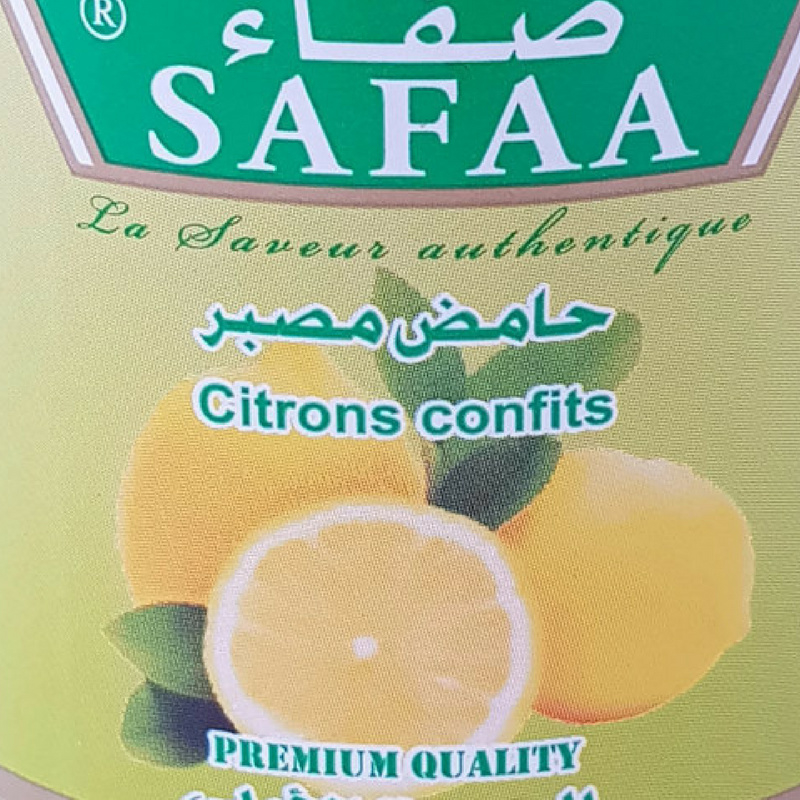 ® صفاء
SAFAA
La Saveur authentique
حامض مصبر
Citrons confits
PREMIUM QUALITY